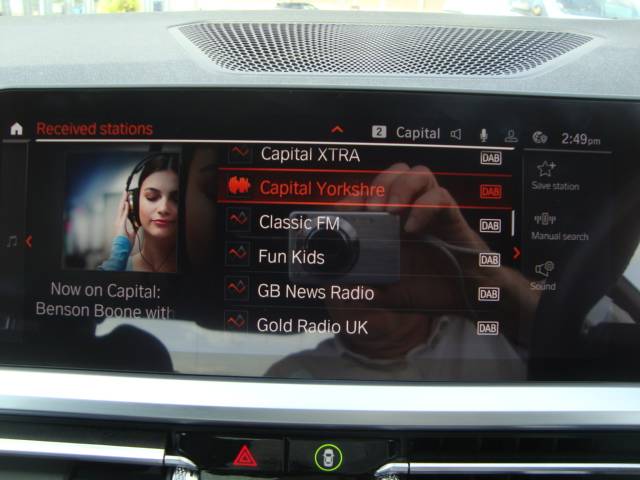 Received stations
2 Capital
2:49pm
Capital XTRA DAB
Capital Yorkshre DAB
Classic FM DAB
Fun Kids DAB
GB News Radio DAB
Gold Radio UK DAB
Now on Capital:
Benson Boone with
Save station
Manual search
Sound